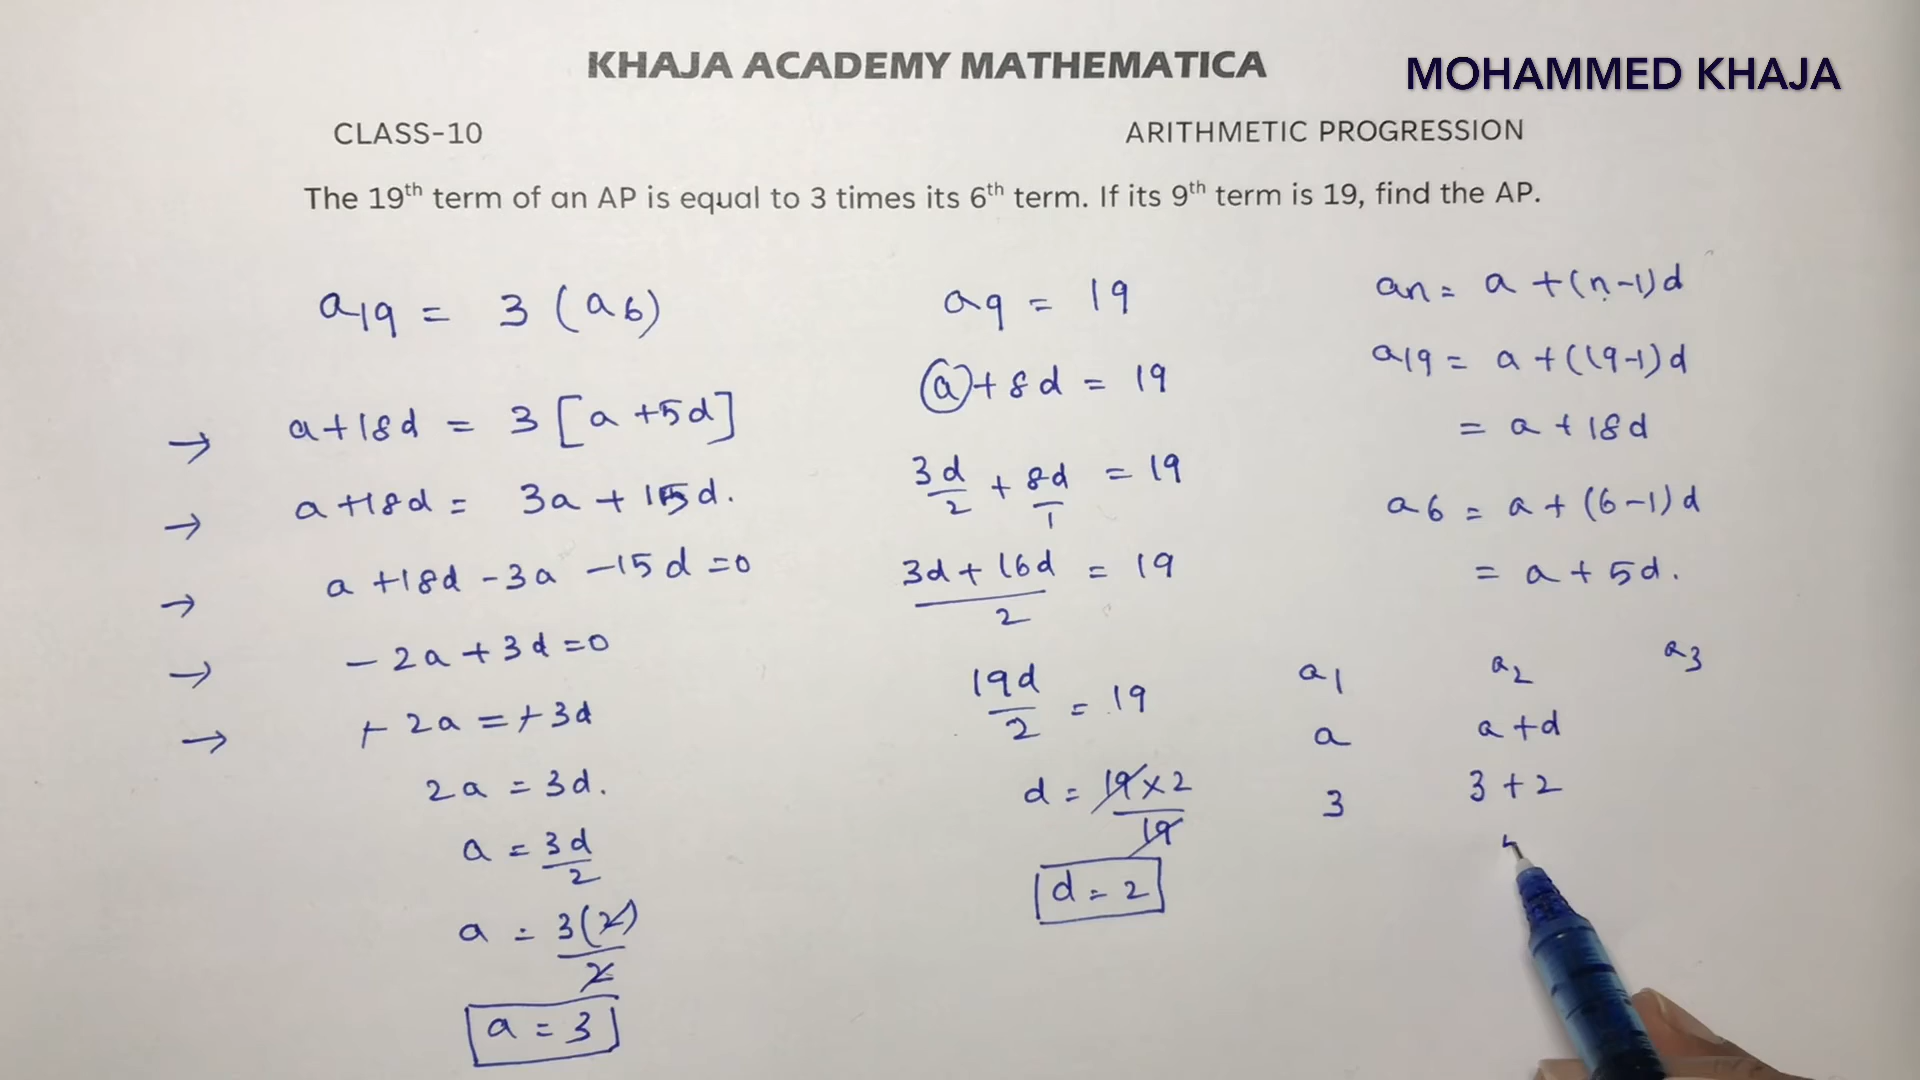 KHAJA ACADEMY MATHEMATICA
MOHAMMED KHAJA
CLASS-10
ARITHMETIC PROGRESSION
The 19th term of an AP is equal to 3 times its 6th term. If its 9th term is 19, find the AP.
a19 = 3 (a6)
a+18d = 3 [a +5d]
a+18d = 3a + 15d.
a +18d -3a -15d =0
-2a +3d =0
+2a =+3d
2a = 3d.
a = 3d/2
a = 3(2)/2
a = 3
a9 = 19
a+8d = 19
3d/2 + 8d/1 = 19
3d + 16d/2 = 19
19d/2 = 19
d = 19×2/19
d = 2
an = a +(n-1)d
a19 = a +(19-1)d
= a +18d
a6 = a + (6-1)d
= a + 5d.
a1 a2 a3
a a +d
3 3 +2